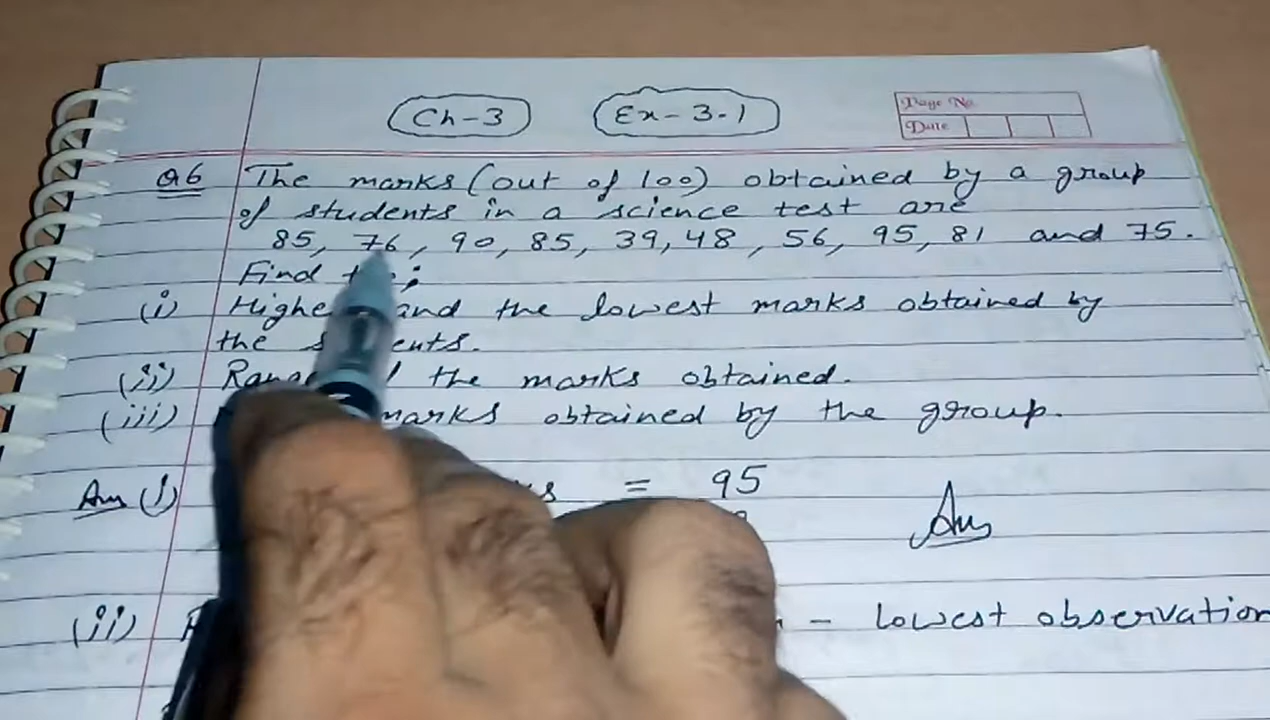 Ch-3 Ex-3.1
Page No.
Date
Q6 The marks (out of 100) obtained by a group
of students in a science test are
85, 76, 90, 85, 39, 48, 56, 95, 81 and 75.
Find ;
(i) and the lowest marks obtained by
the
(ii) the marks obtained.
(iii) marks obtained by the group.
Ans (i) = 95
Ans
(ii) - lowest observation